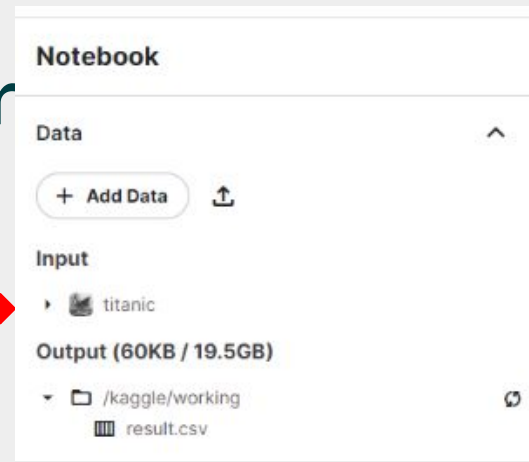 Notebook
Data
+ Add Data
Input
titanic
Output (60KB / 19.5GB)
/kaggle/working
result.csv